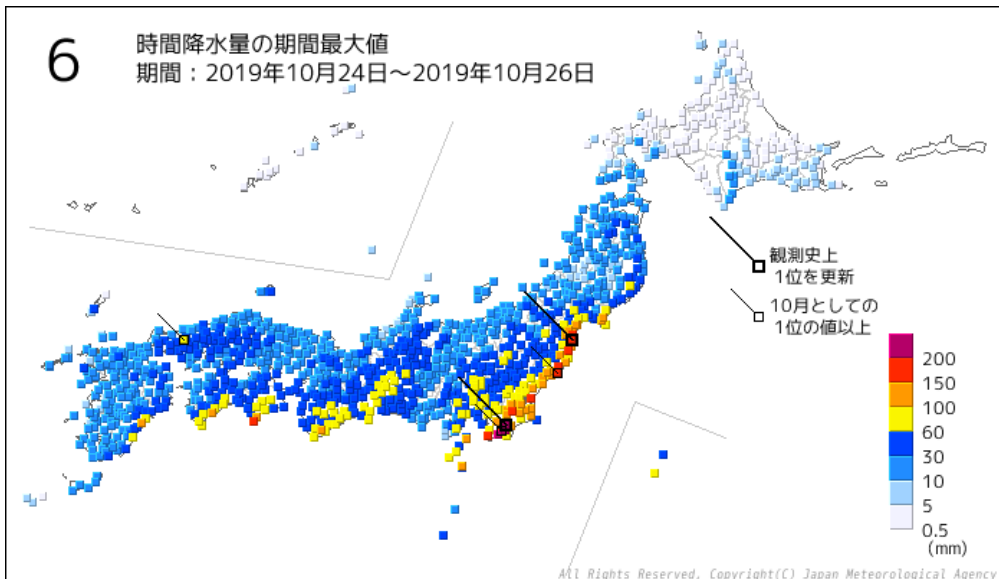 6
時間降水量の期間最大値
期間：2019年10月24日～2019年10月26日
観測史上
1位を更新
10月としての
1位の値以上
200
150
100
60
30
10
5
0.5
(mm)
All Rights Reserved. Copyright(C) Japan Meteorological Agency